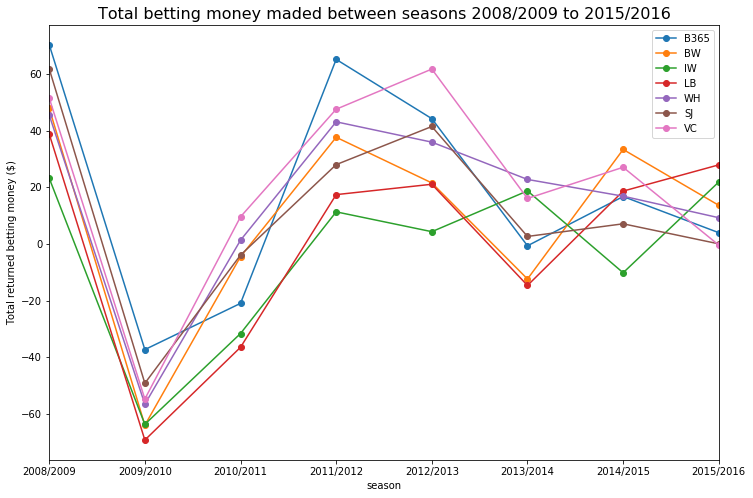 Total betting money maded between seasons 2008/2009 to 2015/2016
B365
BW
IW
LB
WH
SJ
VC
Total returned betting money ($)
60
40
20
0
−20
−40
−60
2008/2009 2009/2010 2010/2011 2011/2012 2012/2013 2013/2014 2014/2015 2015/2016
season